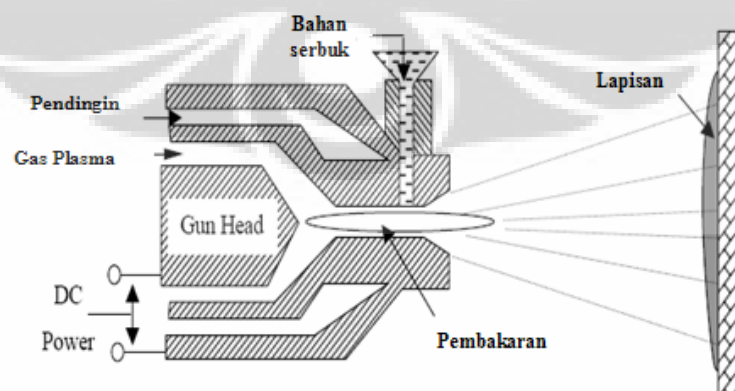 Bahan
serbuk
Lapisan
Pendingin
Gas Plasma
Gun Head
DC
Power
Pembakaran